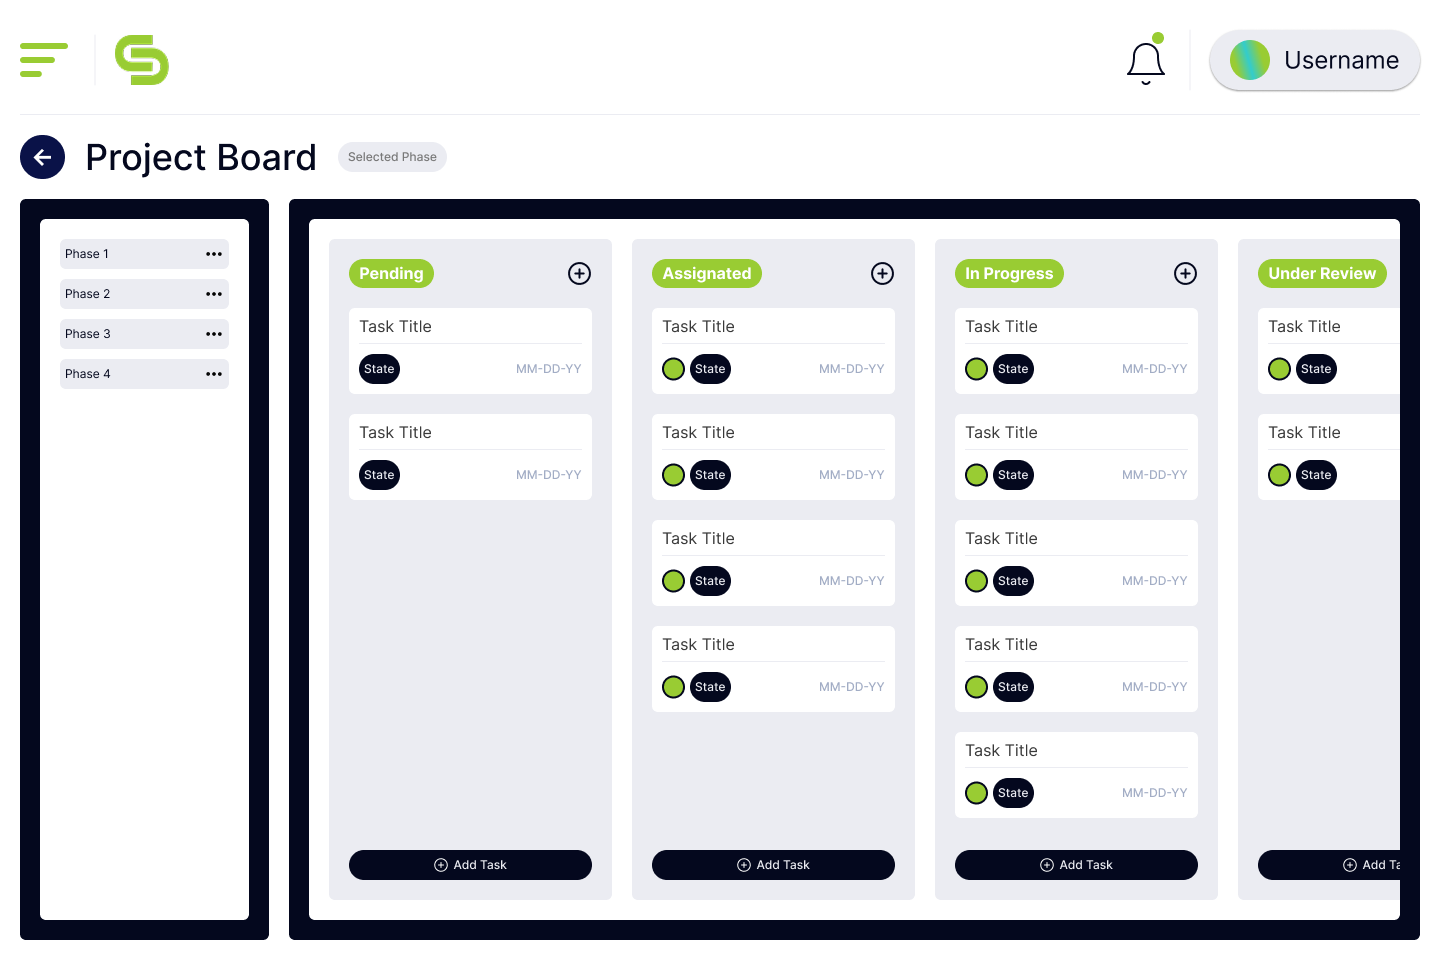 Username
Project Board
Selected Phase
Phase 1
Phase 2
Phase 3
Phase 4
Pending
Task Title
State
MM-DD-YY
Task Title
State
MM-DD-YY
Add Task
Assignated
Task Title
State
MM-DD-YY
Task Title
State
MM-DD-YY
Task Title
State
MM-DD-YY
Task Title
State
MM-DD-YY
Add Task
In Progress
Task Title
State
MM-DD-YY
Task Title
State
MM-DD-YY
Task Title
State
MM-DD-YY
Task Title
State
MM-DD-YY
Task Title
State
MM-DD-YY
Add Task
Under Review
Task Title
State
Task Title
State
Add Ta